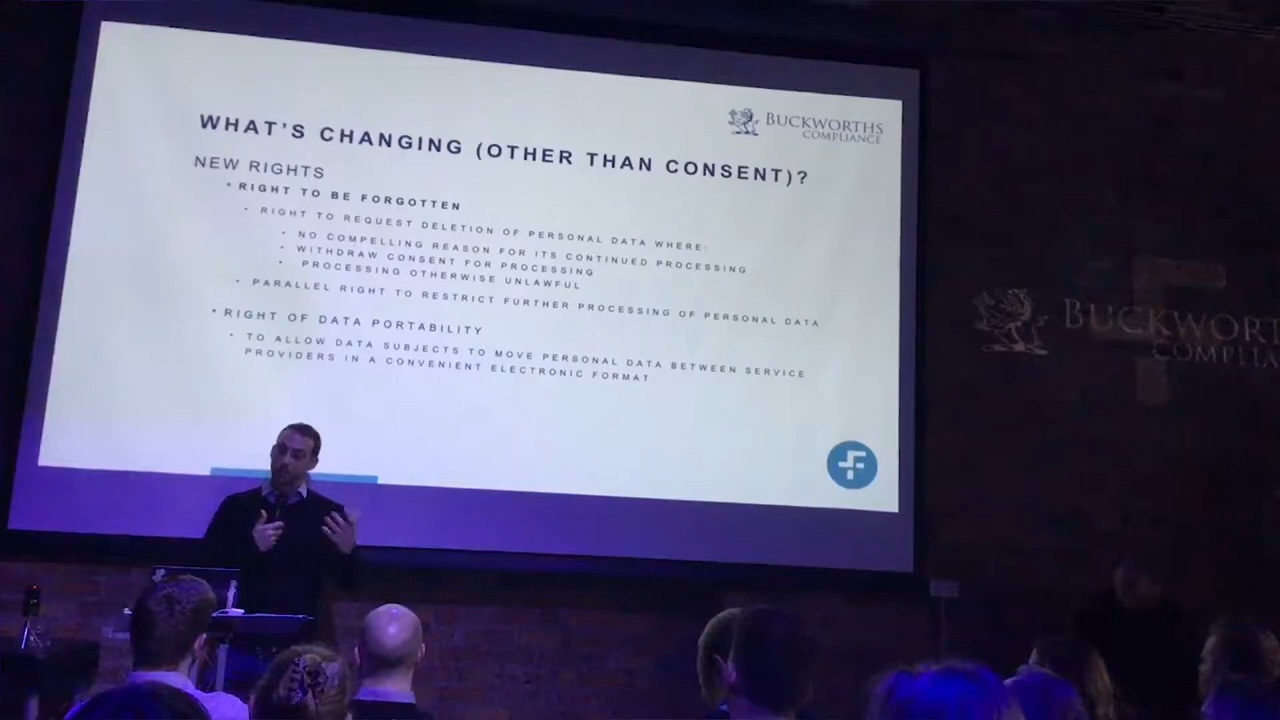 BUCKWORTHS
COMPLIANCE
WHAT'S CHANGING (OTHER THAN CONSENT)?
NEW RIGHTS
• RIGHT TO BE FORGOTTEN
• RIGHT TO REQUEST DELETION OF PERSONAL DATA WHERE:
• NO COMPELLING REASON FOR ITS CONTINUED PROCESSING
• WITHDRAW CONSENT FOR PROCESSING
• PROCESSING OTHERWISE UNLAWFUL
• PARALLEL RIGHT TO RESTRICT FURTHER PROCESSING OF PERSONAL DATA
• RIGHT OF DATA PORTABILITY
• TO ALLOW DATA SUBJECTS TO MOVE PERSONAL DATA BETWEEN SERVICE
PROVIDERS IN A CONVENIENT ELECTRONIC FORMAT
BUCKWORT
COMPLIA